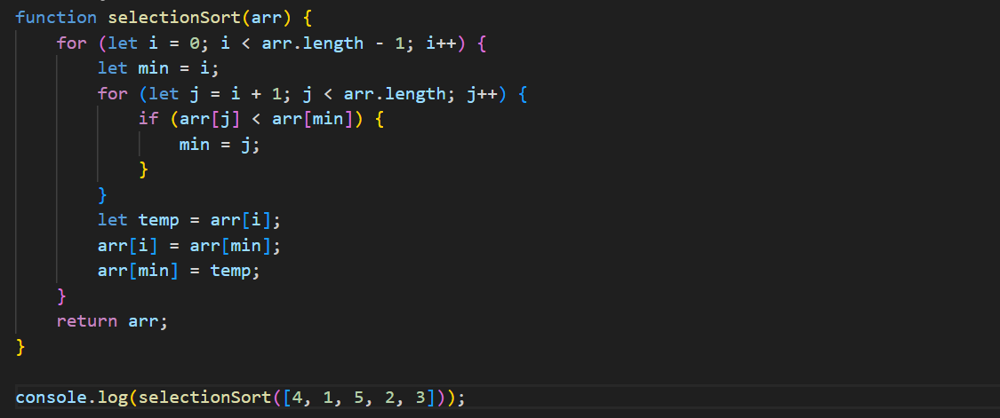 function selectionSort(arr) {
    for (let i = 0; i < arr.length - 1; i++) {
        let min = i;
        for (let j = i + 1; j < arr.length; j++) {
            if (arr[j] < arr[min]) {
                min = j;
            }
        }
        let temp = arr[i];
        arr[i] = arr[min];
        arr[min] = temp;
    }
    return arr;
}
console.log(selectionSort([4, 1, 5, 2, 3]));